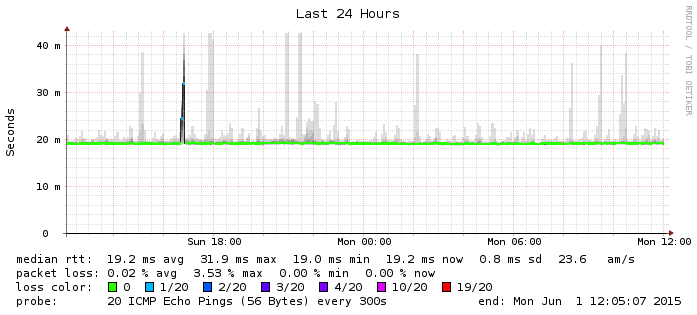 Last 24 Hours
RRDTOOL / TOBI OETIKER
Seconds
40 m
30 m
20 m
10 m
0
Sun 18:00 Mon 00:00 Mon 06:00 Mon 12:00
median rtt: 19.2 ms avg 31.9 ms max 19.0 ms min 19.2 ms now 0.8 ms sd 23.6 am/s
packet loss: 0.02 % avg 3.53 % max 0.00 % min 0.00 % now
loss color: 0 1/20 2/20 3/20 4/20 10/20 19/20
probe: 20 ICMP Echo Pings (56 Bytes) every 300s end: Mon Jun 1 12:05:07 2015